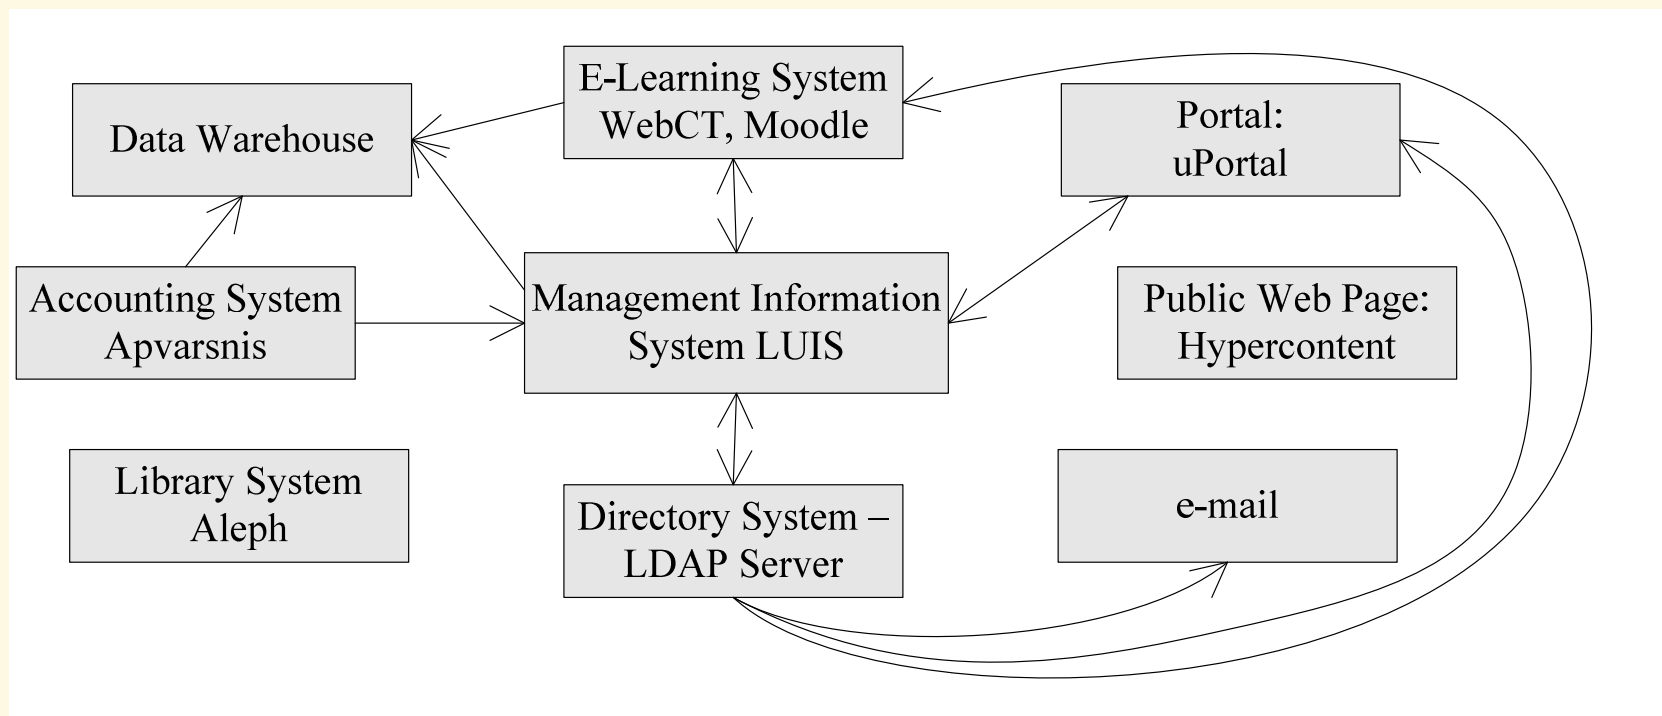 E-Learning System
WebCT, Moodle
Data Warehouse
Portal:
uPortal
Accounting System
Apvarsnis
Management Information
System LUIS
Public Web Page:
Hypercontent
Library System
Aleph
Directory System –
LDAP Server
e-mail